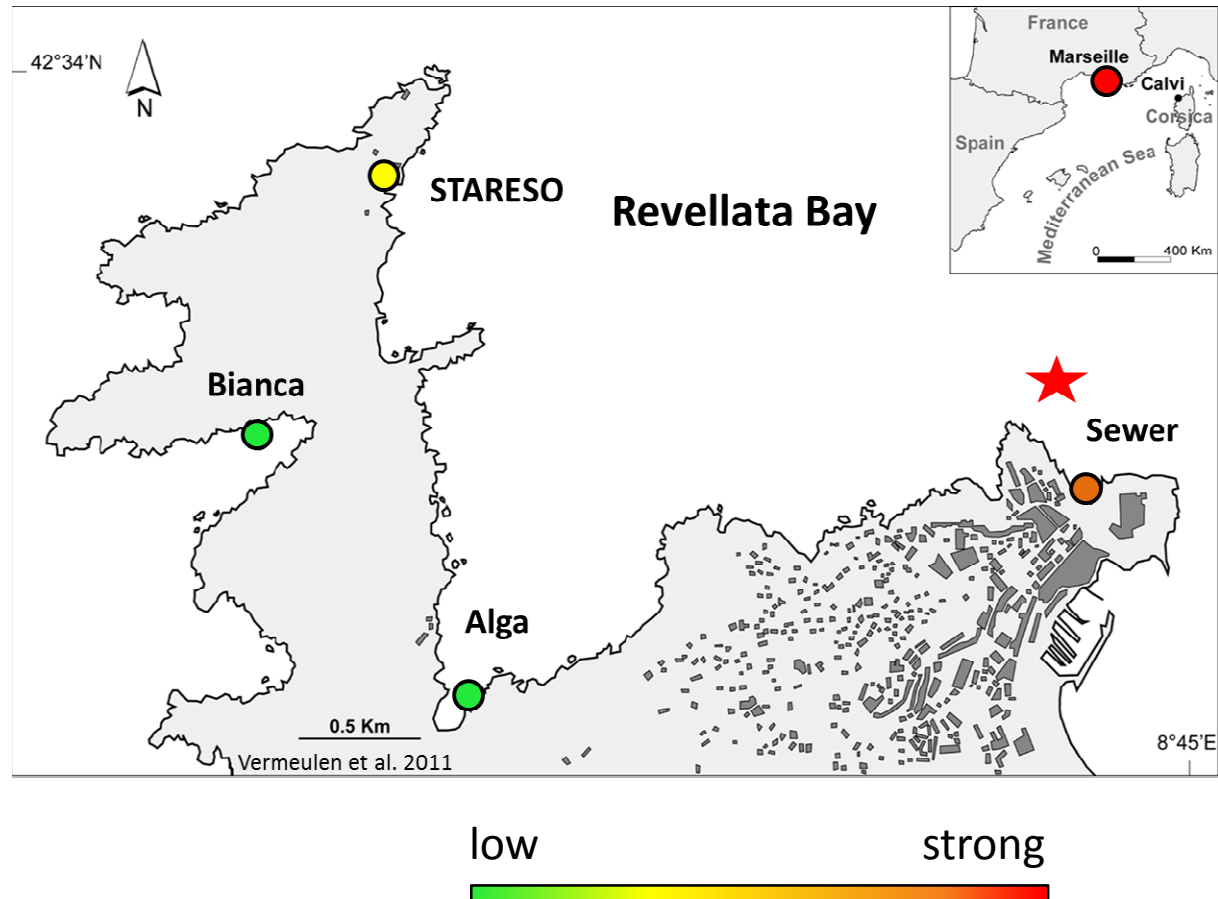 42°34’N
N
France
Marseille
Calvi
Corsica
Spain
Mediterranean Sea
0 400 Km
STARESO
Revellata Bay
Bianca
Sewer
Alga
0.5 Km
8°45’E
Vermeulen et al. 2011
low strong